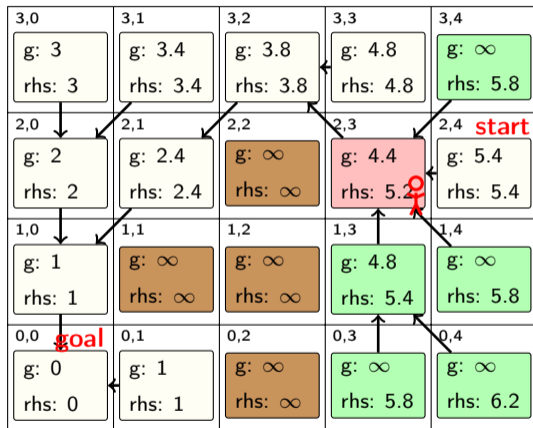 3,0 3,1 3,2 3,3 3,4
g: 3 g: 3.4 g: 3.8 g: 4.8 g: ∞
rhs: 3 rhs: 3.4 rhs: 3.8 rhs: 4.8 rhs: 5.8
2,0 2,1 2,2 2,3 2,4 start
g: 2 g: 2.4 g: ∞ g: 4.4 g: 5.4
rhs: 2 rhs: 2.4 rhs: ∞ rhs: 5.2 rhs: 5.4
1,0 1,1 1,2 1,3 1,4
g: 1 g: ∞ g: ∞ g: 4.8 g: ∞
rhs: 1 rhs: ∞ rhs: ∞ rhs: 5.4 rhs: 5.8
0,0 goal 0,1 0,2 0,3 0,4
g: 0 g: 1 g: ∞ g: ∞ g: ∞
rhs: 0 rhs: 1 rhs: ∞ rhs: 5.8 rhs: 6.2